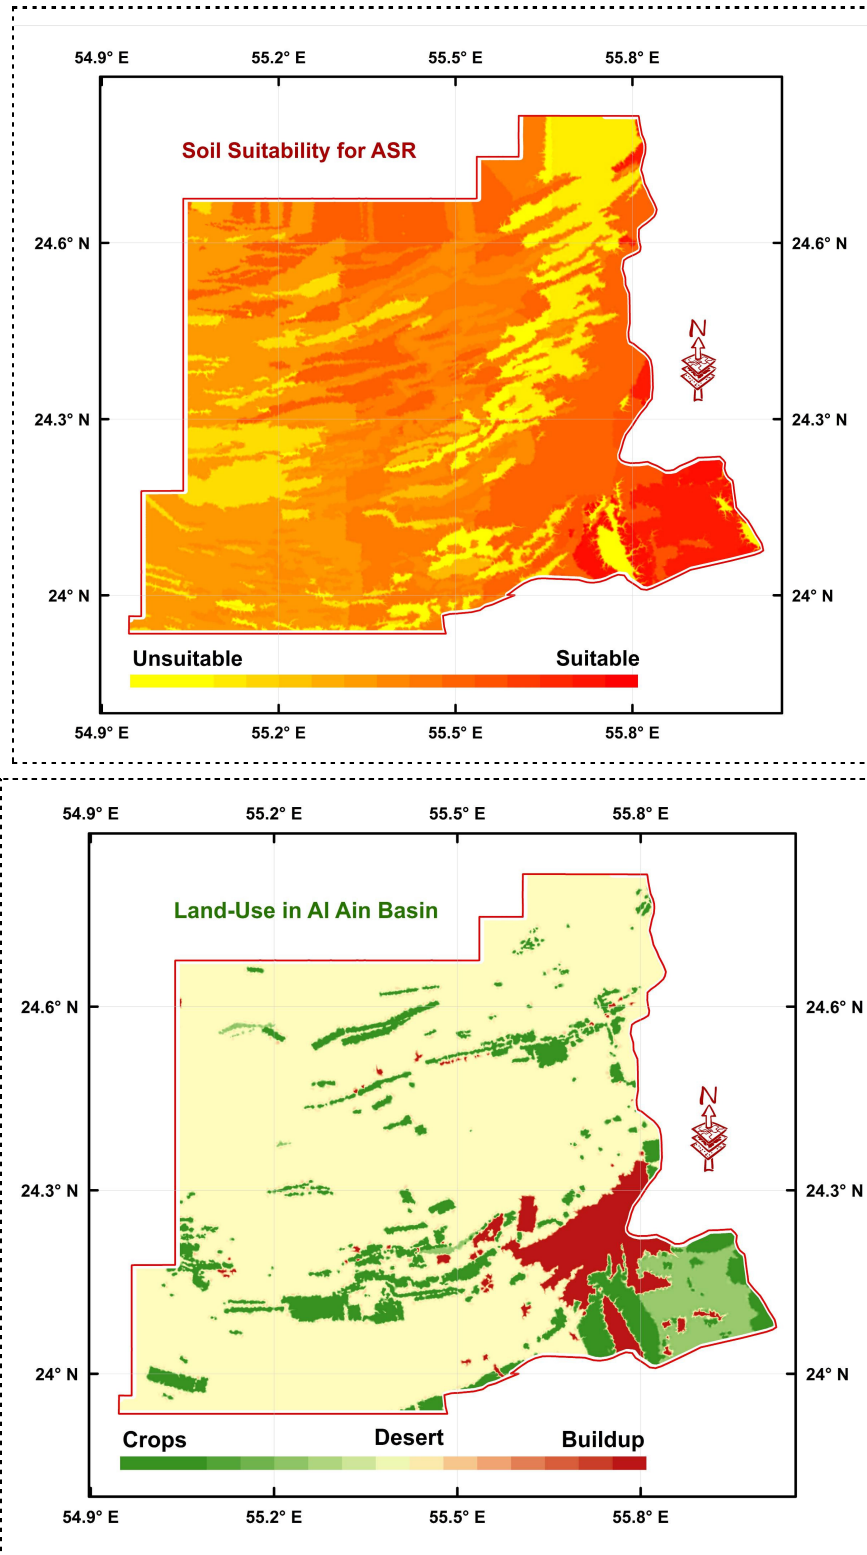 54.9° E 55.2° E 55.5° E 55.8° E
Soil Suitability for ASR
24.6° N 24.6° N
N
24.3° N 24.3° N
24° N 24° N
Unsuitable Suitable
54.9° E 55.2° E 55.5° E 55.8° E
54.9° E 55.2° E 55.5° E 55.8° E
Land-Use in Al Ain Basin
24.6° N 24.6° N
N
24.3° N 24.3° N
24° N 24° N
Crops Desert Buildup
54.9° E 55.2° E 55.5° E 55.8° E